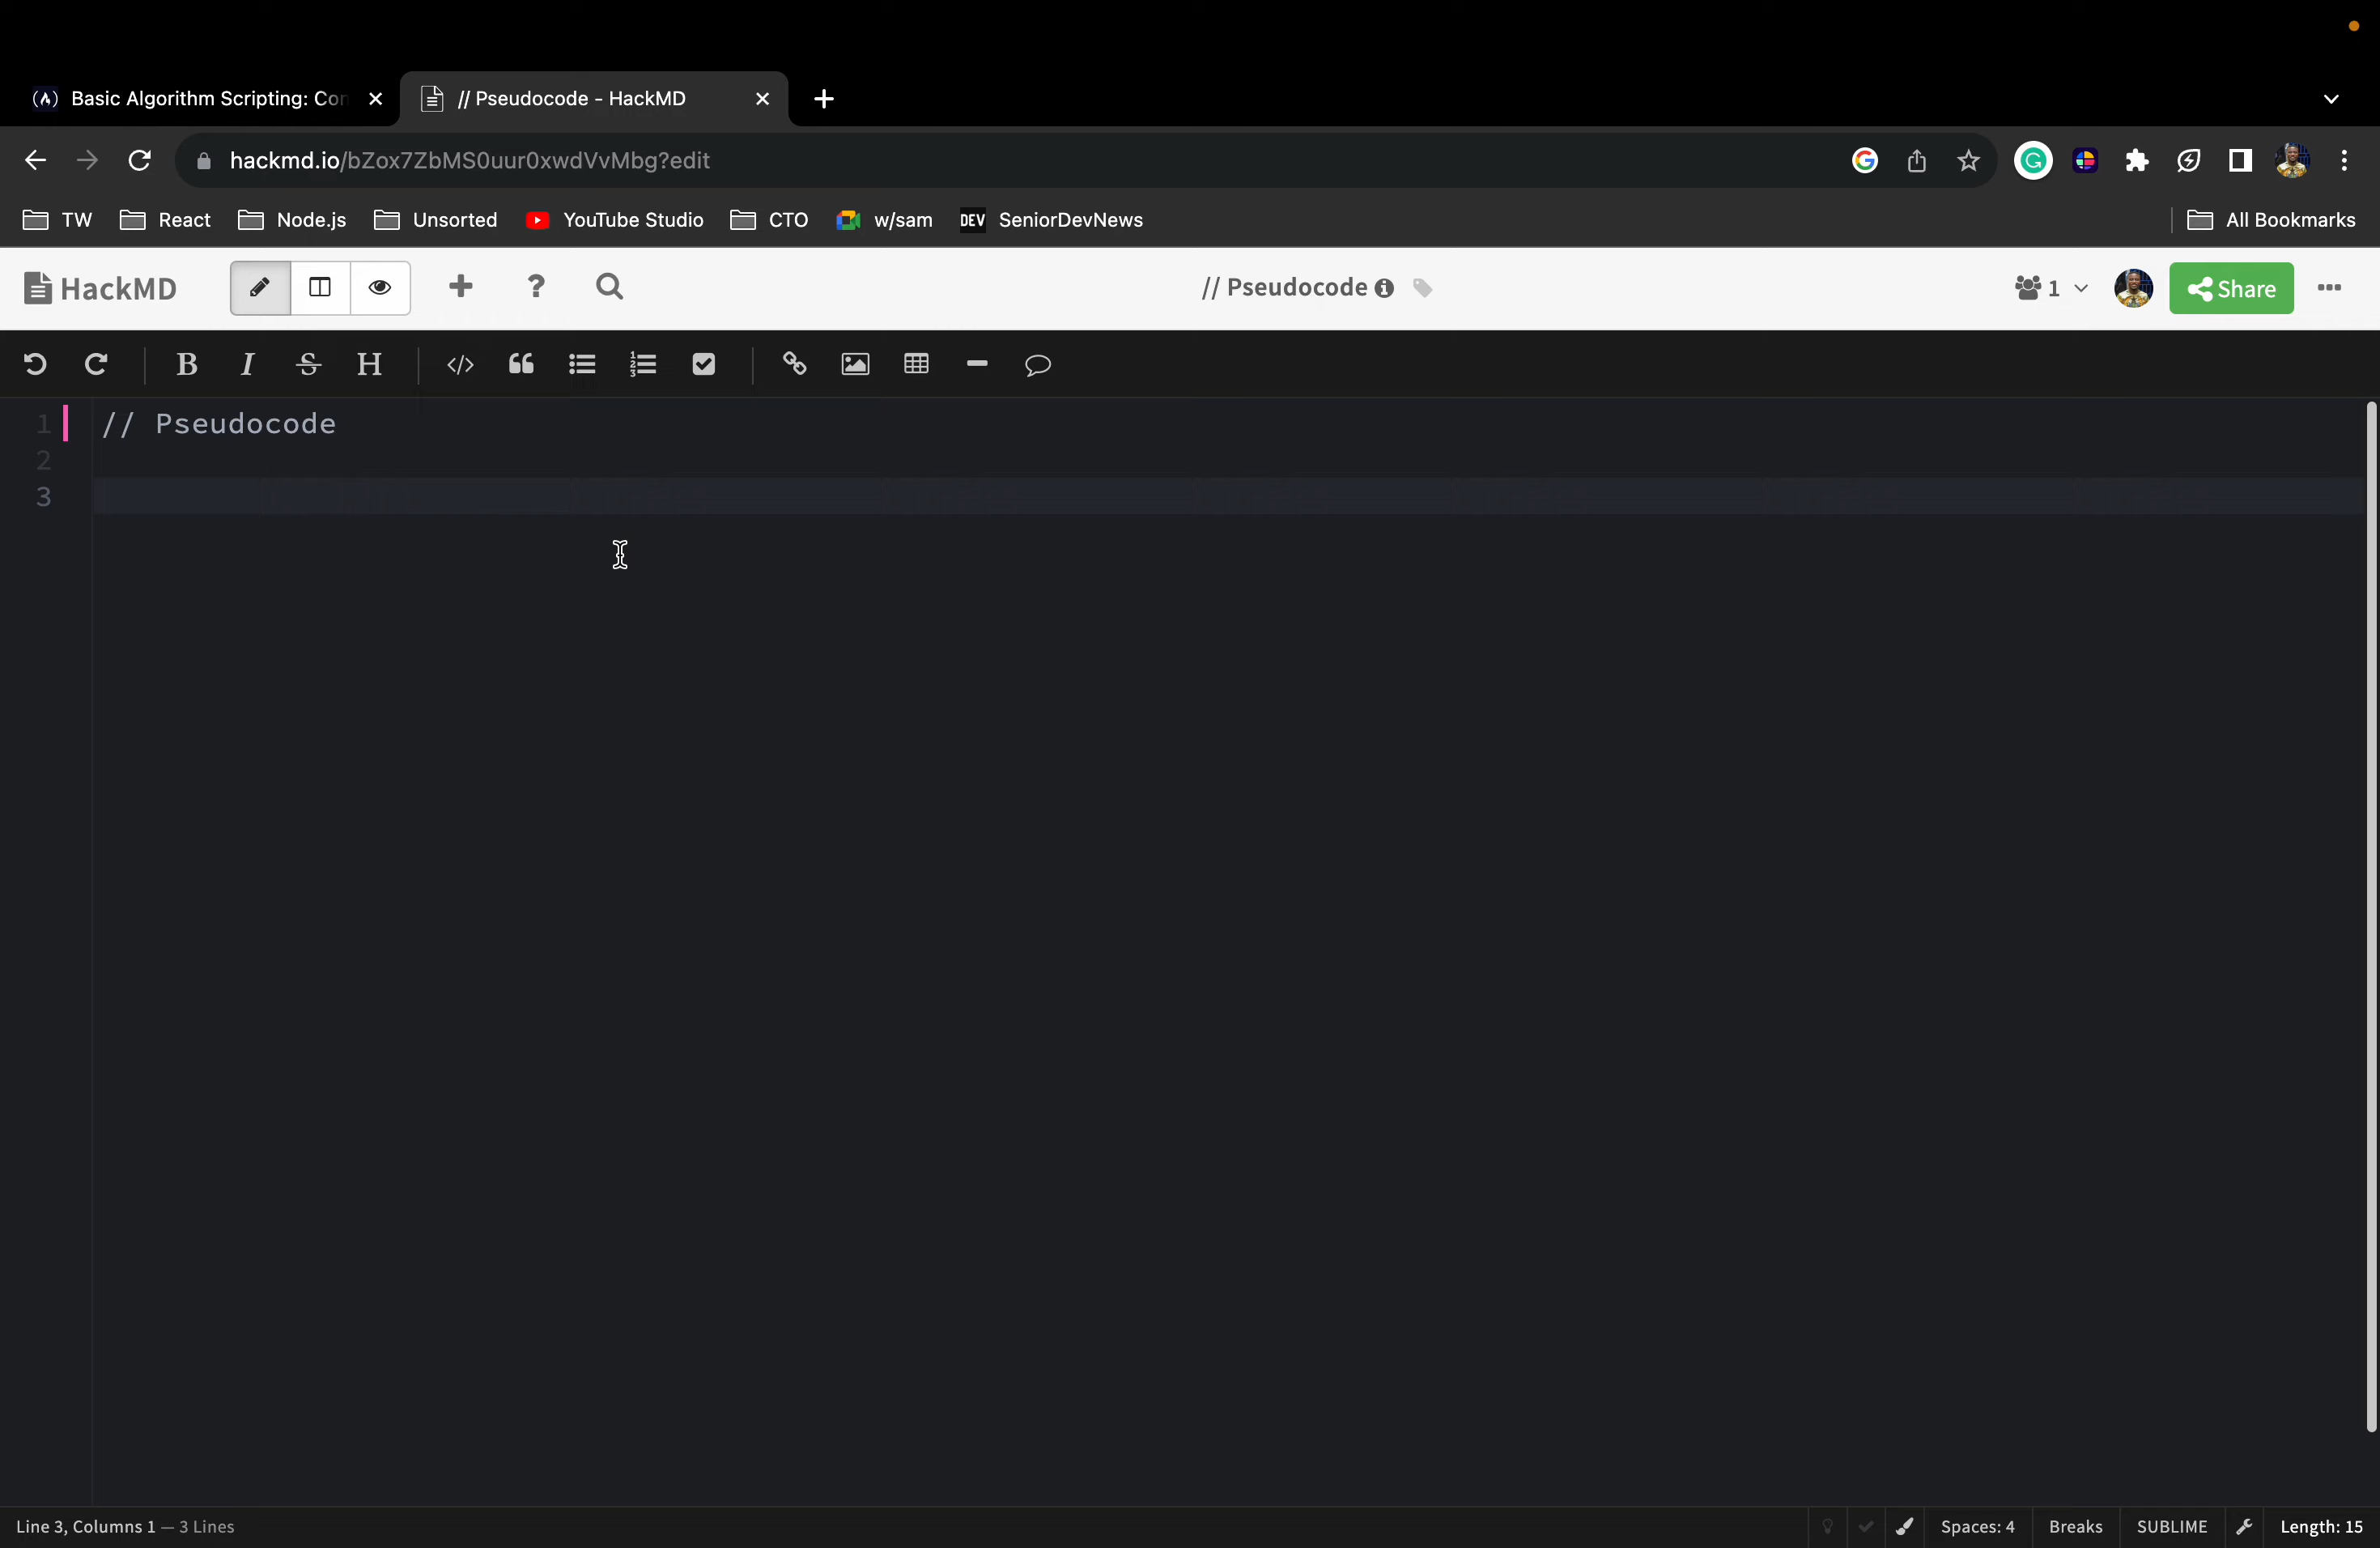 Basic Algorithm Scripting: Con
// Pseudocode - HackMD
hackmd.io/bZox7ZbMS0uur0xwdVvMbg?edit
TW React Node.js Unsorted YouTube Studio CTO w/sam DEV SeniorDevNews All Bookmarks
HackMD // Pseudocode 1 Share
B I S H
1 // Pseudocode
2
3
Line 3, Columns 1 — 3 Lines Spaces: 4 Breaks SUBLIME Length: 15